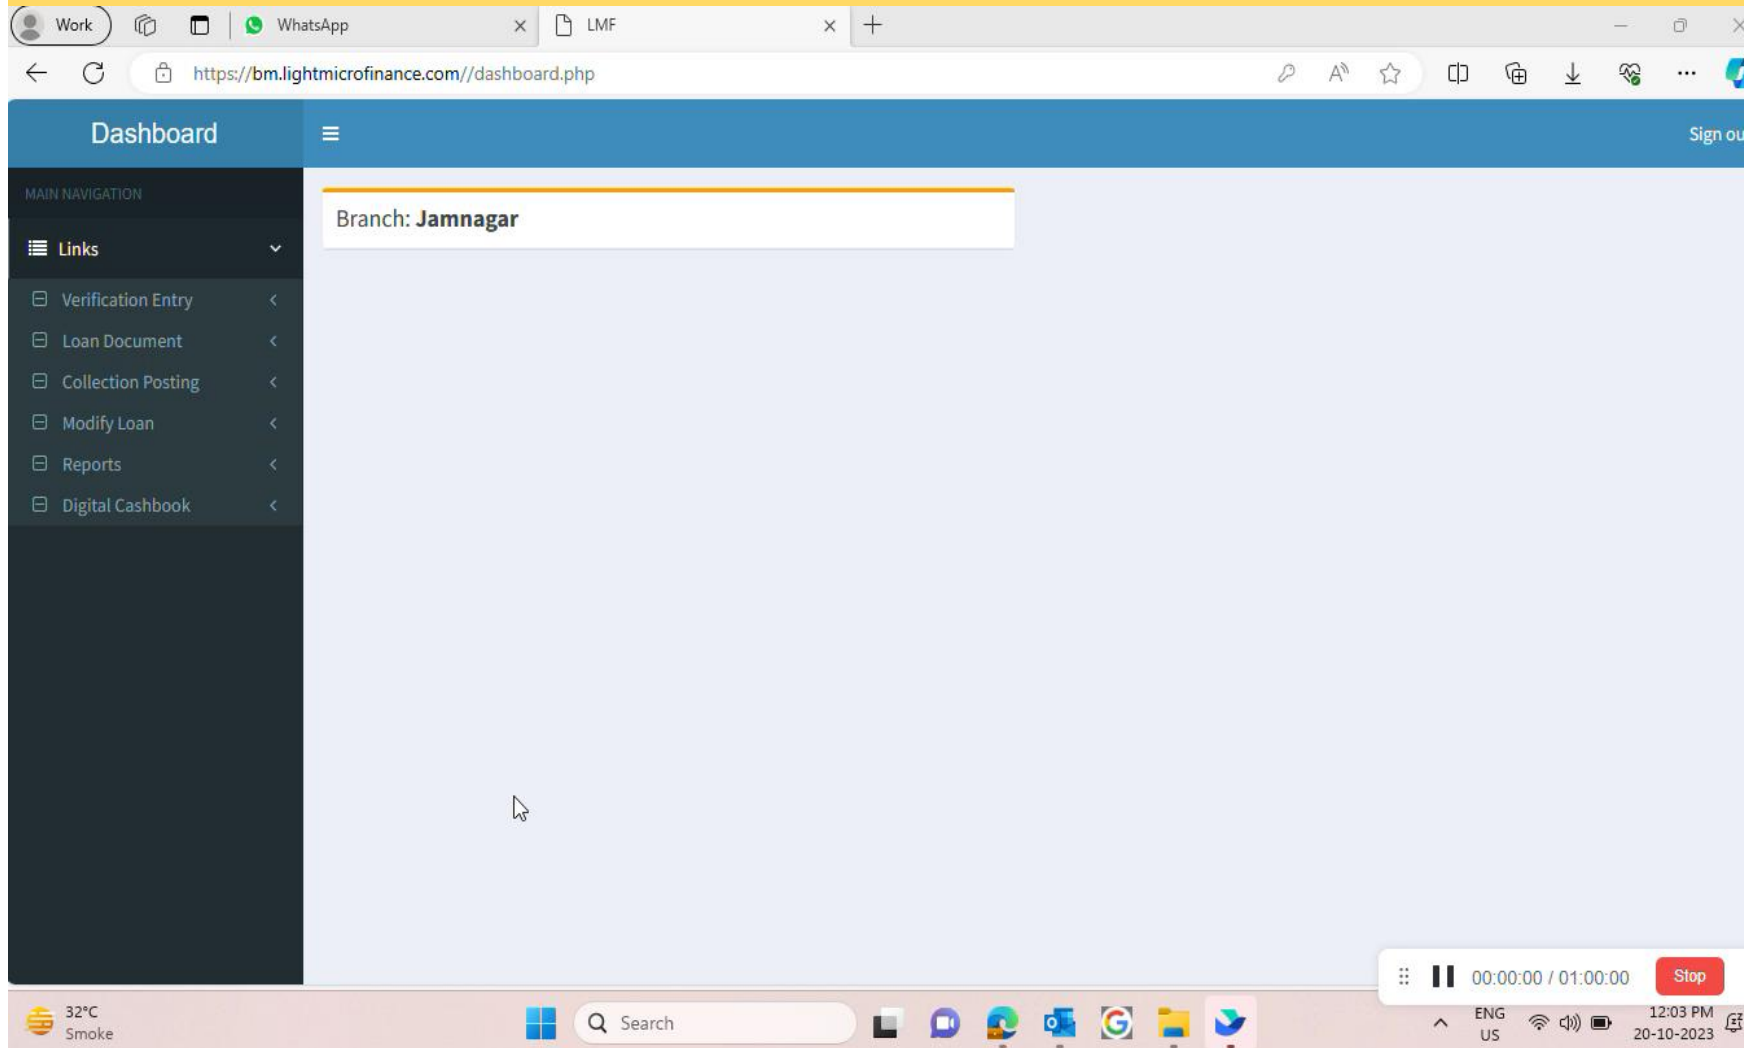 Work
WhatsApp
LMF
https://bm.lightmicrofinance.com//dashboard.php
Dashboard
Sign ou
MAIN NAVIGATION
Branch: Jamnagar
Links
Verification Entry
Loan Document
Collection Posting
Modify Loan
Reports
Digital Cashbook
00:00:00 / 01:00:00
Stop
32°C
Smoke
Search
ENG
US
12:03 PM
20-10-2023